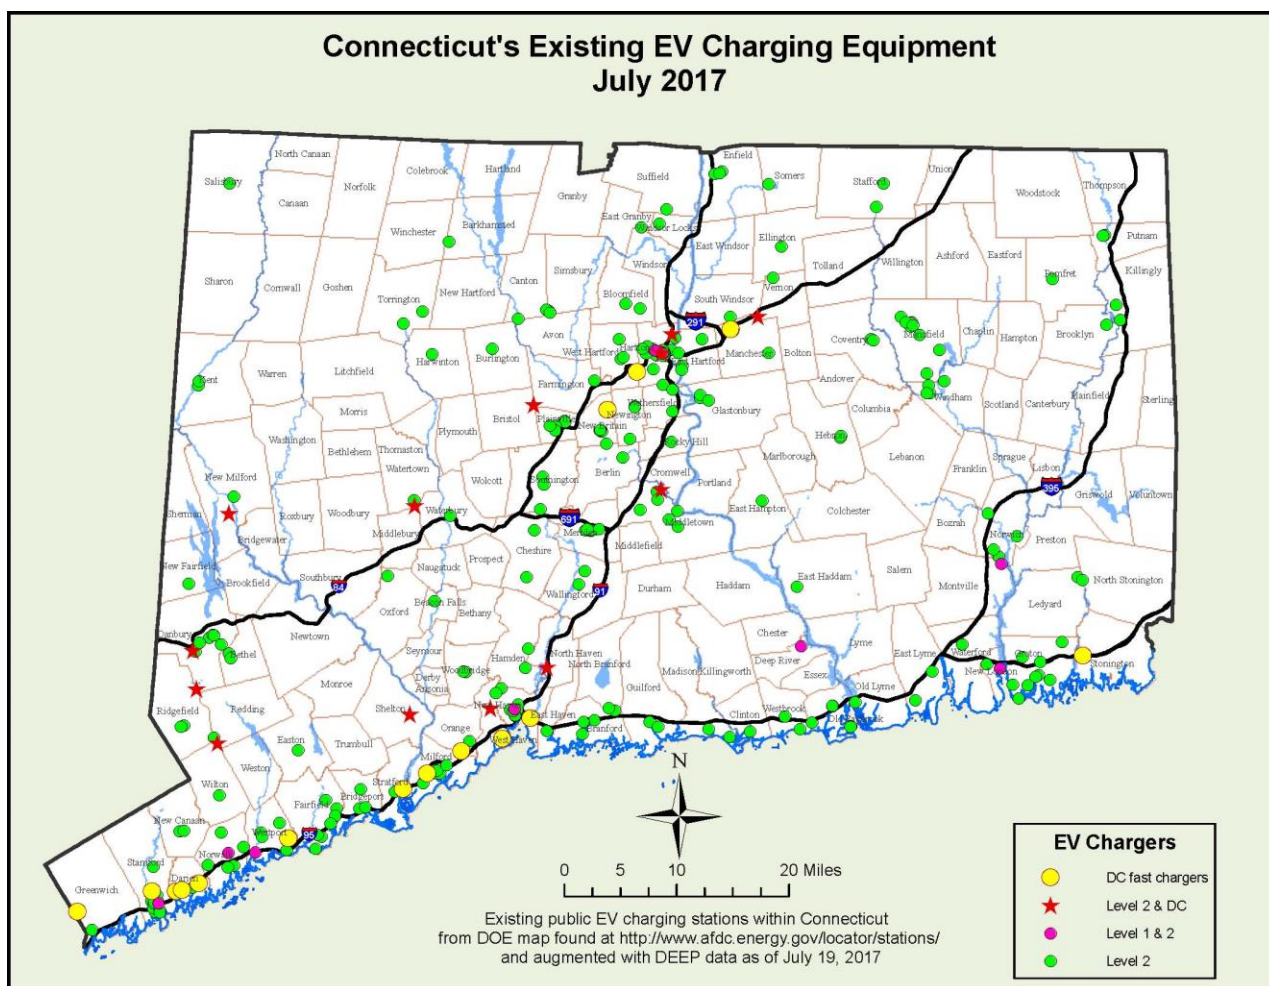 Connecticut's Existing EV Charging Equipment
July 2017
North Canaan
Colebrook
Hartland
Enfield
Union
Salisbury
Norfolk
Suffield
Somers
Stafford
Woodstock
Thompson
Canaan
Granby
East Granby
Winchester
Barkhamsted
Windsor Locks
East Windsor
Ellington
Putnam
Sharon
Cornwall
Goshen
Torrington
New Hartford
Canton
Simsbury
Windsor
Tolland
Willington
Ashford
Eastford
Pomfret
Killingly
Bloomfield
South Windsor
Vernon
291
Avon
West Hartford
Hartford
East Hartford
Manchester
Bolton
Coventry
Mansfield
Chaplin
Hampton
Brooklyn
Kent
Warren
Litchfield
Harwinton
Burlington
Farmington
Andover
Columbia
Windham
Scotland
Canterbury
Plainfield
Sterling
Morris
Bristol
Plainville
New Britain
Newington
Wethersfield
Glastonbury
Washington
Bethlehem
Thomaston
Watertown
Plymouth
Rocky Hill
Hebron
Marlborough
Lebanon
Franklin
Sprague
Lisbon
New Milford
Wolcott
Southington
Berlin
Cromwell
Portland
395
Griswold
Voluntown
Sherman
Roxbury
Woodbury
Waterbury
East Hampton
Colchester
Bozrah
Norwich
Preston
Bridgewater
Middlebury
691
Meriden
Middletown
Middlefield
Cheshire
Prospect
Naugatuck
New Fairfield
Brookfield
Southbury
84
Wallingford
91
Durham
Haddam
East Haddam
Salem
Montville
North Stonington
Ledyard
Oxford
Beacon Falls
Bethany
Danbury
Bethel
Newtown
Seymour
Woodbridge
Hamden
North Haven
North Branford
Madison
Killingworth
Chester
Deep River
Essex
Lyme
East Lyme
Waterford
Groton
New London
Stonington
Monroe
Derby
Ansonia
Guilford
Old Lyme
Ridgefield
Redding
Shelton
New Haven
East Haven
Branford
Clinton
Westbrook
Old Saybrook
Easton
Trumbull
Orange
West Haven
Milford
Weston
Wilton
Stratford
Bridgeport
Fairfield
New Canaan
Westport
95
Norwalk
Stamford
Darien
Greenwich
N
0 5 10 20 Miles
Existing public EV charging stations within Connecticut
from DOE map found at http://www.afdc.energy.gov/locator/stations/
and augmented with DEEP data as of July 19, 2017
EV Chargers
DC fast chargers
Level 2 & DC
Level 1 & 2
Level 2